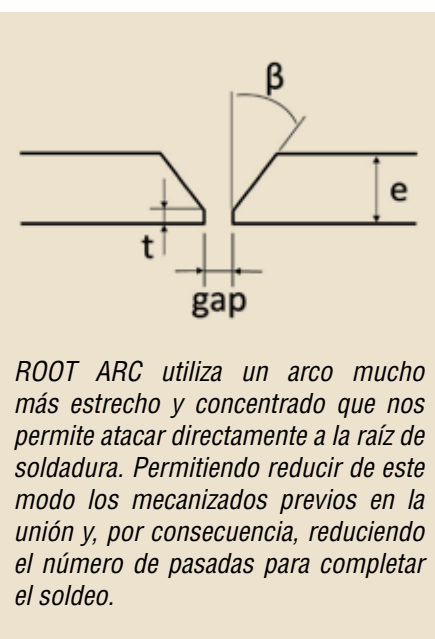 β
e
t
gap
ROOT ARC utiliza un arco mucho
más estrecho y concentrado que nos
permite atacar directamente a la raíz de
soldadura. Permitiendo reducir de este
modo los mecanizados previos en la
unión y, por consecuencia, reduciendo
el número de pasadas para completar
el soldeo.